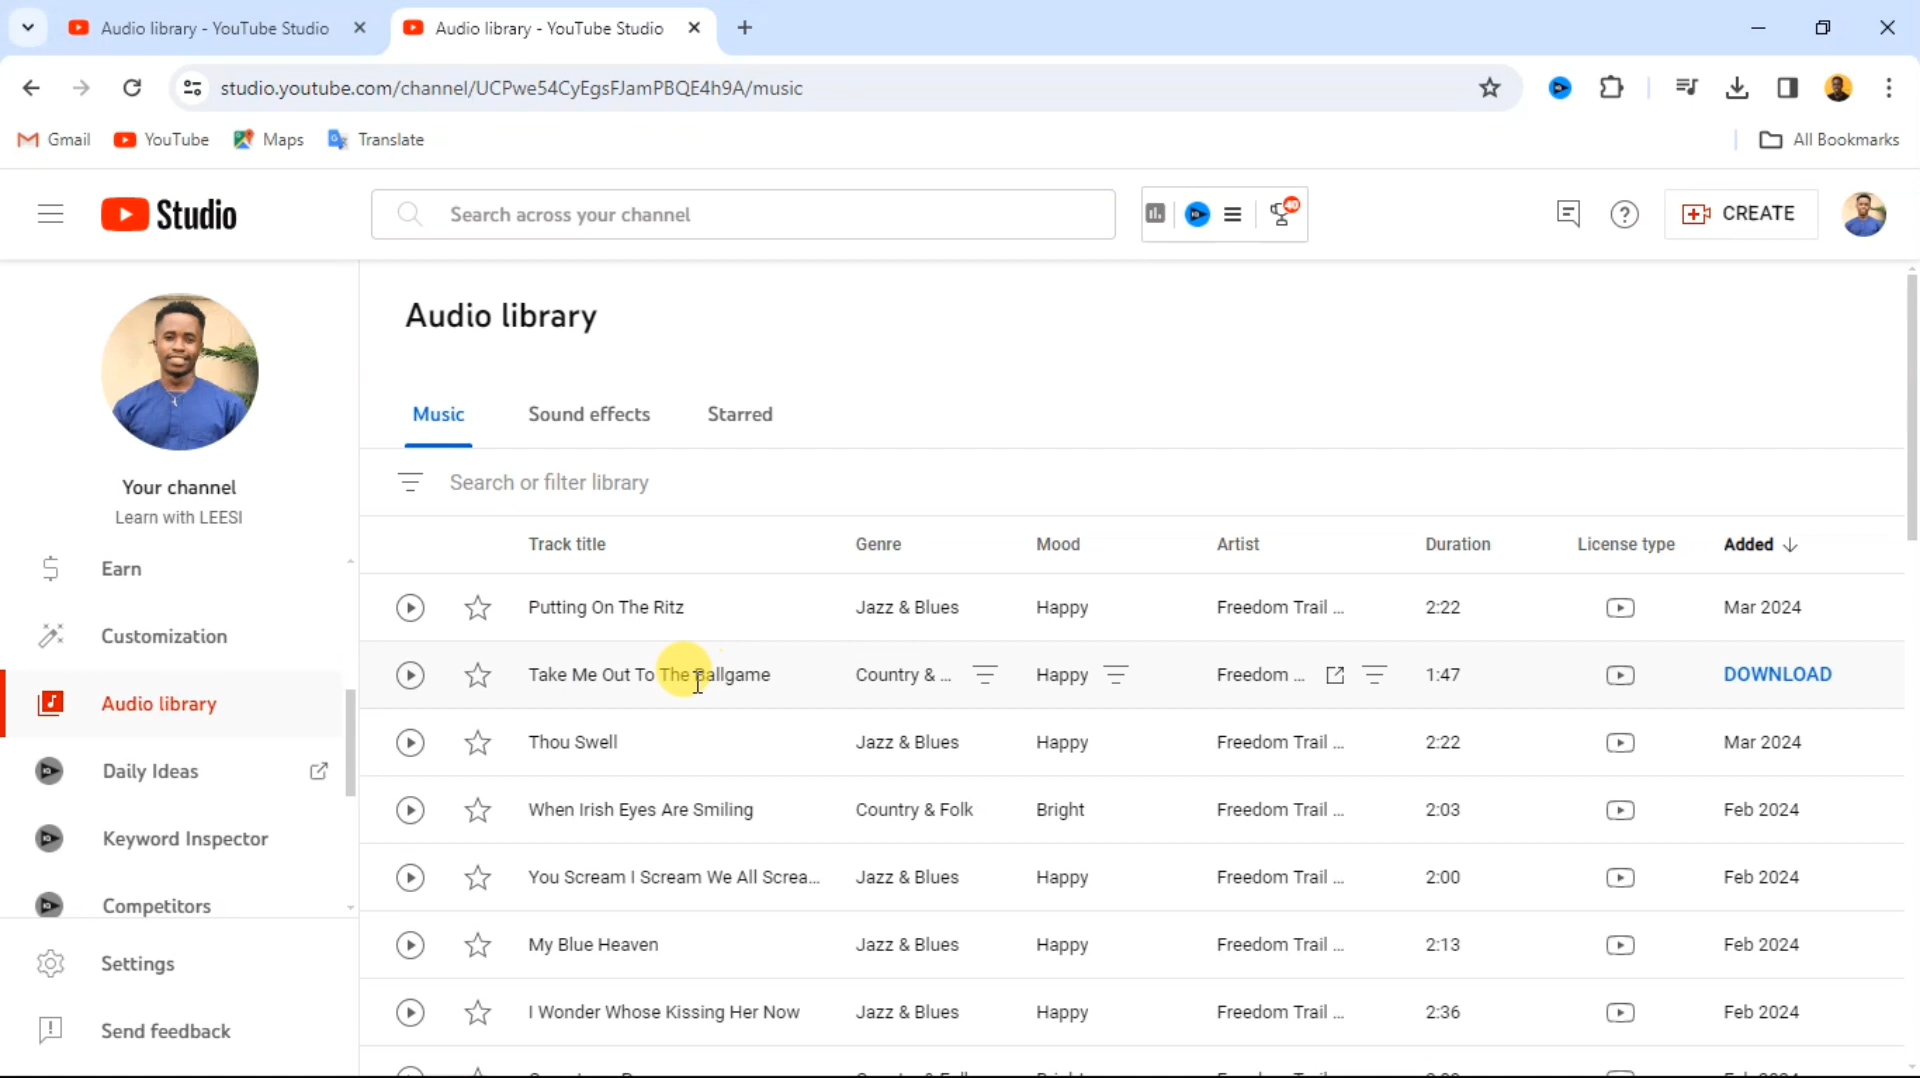 Audio library - YouTube Studio
Audio library - YouTube Studio
studio.youtube.com/channel/UCPwe54CyEgsFJamPBQE4h9A/music
Gmail
YouTube
Maps
Translate
All Bookmarks
Studio
Search across your channel
40
CREATE
Your channel
Learn with LEESI
Earn
Customization
Audio library
Daily Ideas
Keyword Inspector
Competitors
Settings
Send feedback
Audio library
Music Sound effects Starred
Search or filter library
Track title Genre Mood Artist Duration License type Added
Putting On The Ritz Jazz & Blues Happy Freedom Trail ... 2:22 Mar 2024
Take Me Out To The Ballgame Country & ... Happy Freedom ... 1:47 DOWNLOAD
Thou Swell Jazz & Blues Happy Freedom Trail ... 2:22 Mar 2024
When Irish Eyes Are Smiling Country & Folk Bright Freedom Trail ... 2:03 Feb 2024
You Scream I Scream We All Screa... Jazz & Blues Happy Freedom Trail ... 2:00 Feb 2024
My Blue Heaven Jazz & Blues Happy Freedom Trail ... 2:13 Feb 2024
I Wonder Whose Kissing Her Now Jazz & Blues Happy Freedom Trail ... 2:36 Feb 2024